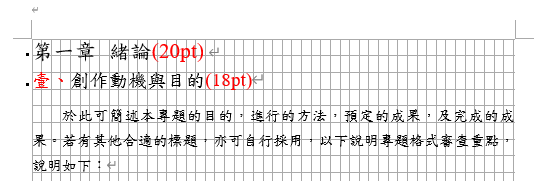 第一章 緒論(20pt)
壹、創作動機與目的(18pt)
於此可簡述本專題的目的，進行的方法，預定的成果，及完成的成
果。若有其他合適的標題，亦可自行採用，以下說明專題格式審查重點，
說明如下：